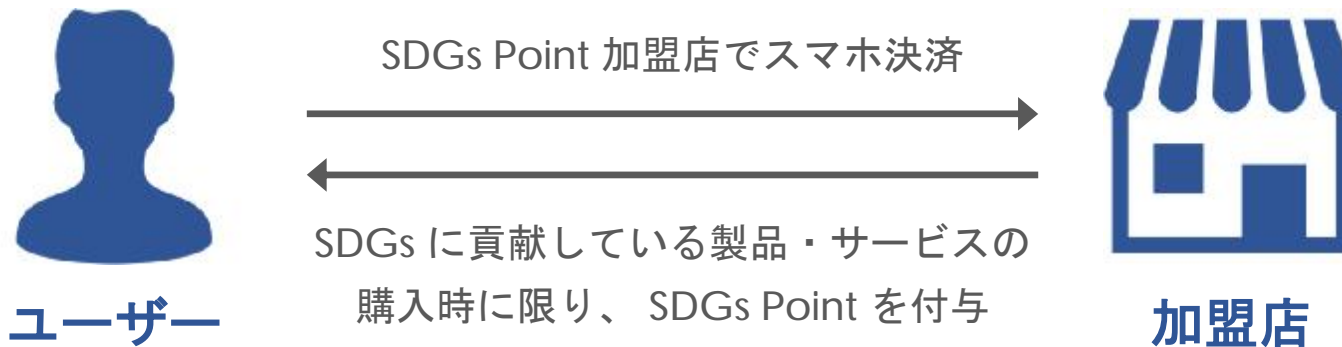 SDGs Point 加盟店でスマホ決済
SDGs に貢献している製品・サービスの
購入時に限り、 SDGs Point を付与
ユーザー
加盟店